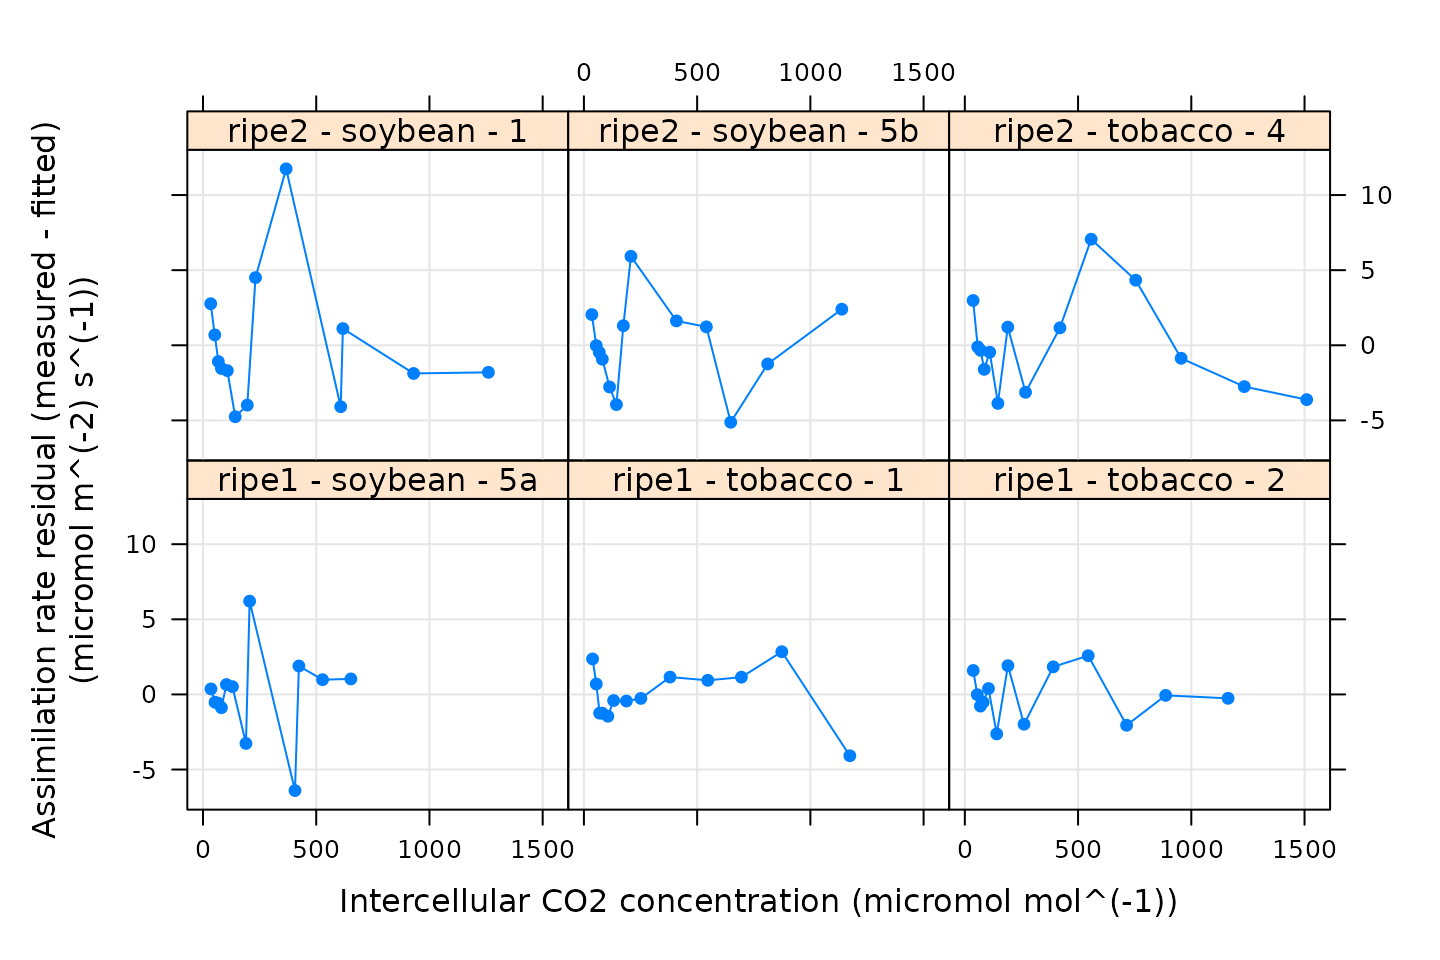 0 500 1000 1500
ripe2 - soybean - 1
ripe2 - soybean - 5b
ripe2 - tobacco - 4
10
5
0
-5
ripe1 - soybean - 5a
ripe1 - tobacco - 1
ripe1 - tobacco - 2
10
5
0
-5
0 500 1000 1500
0 500 1000 1500
Intercellular CO2 concentration (micromol mol^(-1))
Assimilation rate residual (measured - fitted)
(micromol m^(-2) s^(-1))